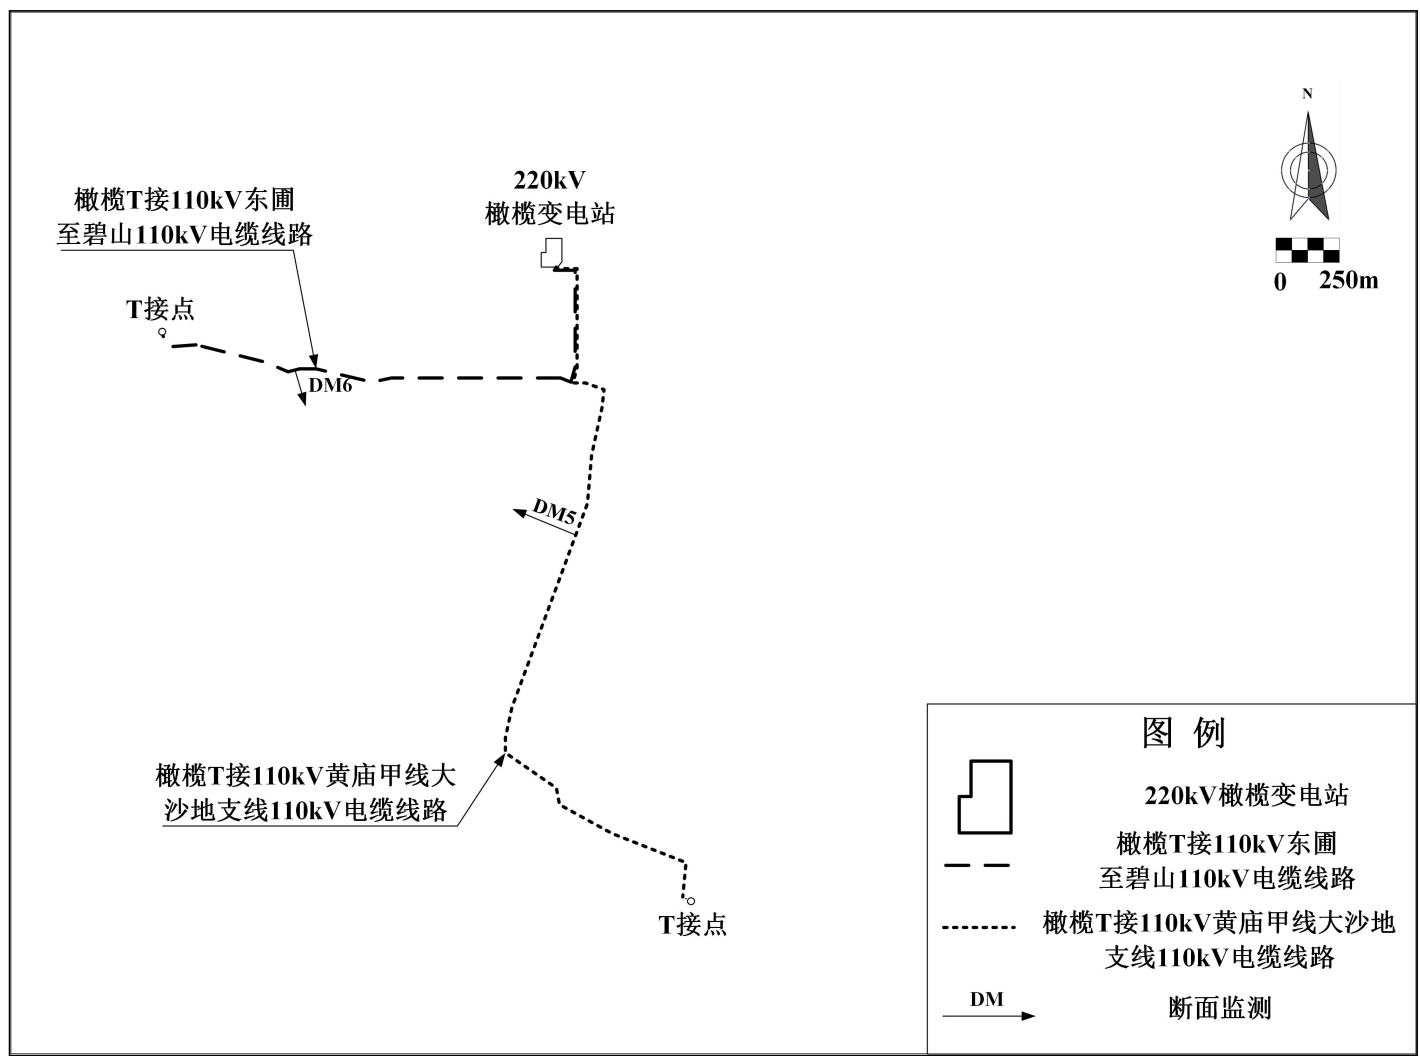 N
0 250m
220kV
橄榄变电站
橄榄T接110kV东圃
至碧山110kV电缆线路
T接点
DM6
DM5
橄榄T接110kV黄庙甲线大
沙地支线110kV电缆线路
T接点
图 例
220kV橄榄变电站
橄榄T接110kV东圃
至碧山110kV电缆线路
橄榄T接110kV黄庙甲线大沙地
支线110kV电缆线路
DM
断面监测